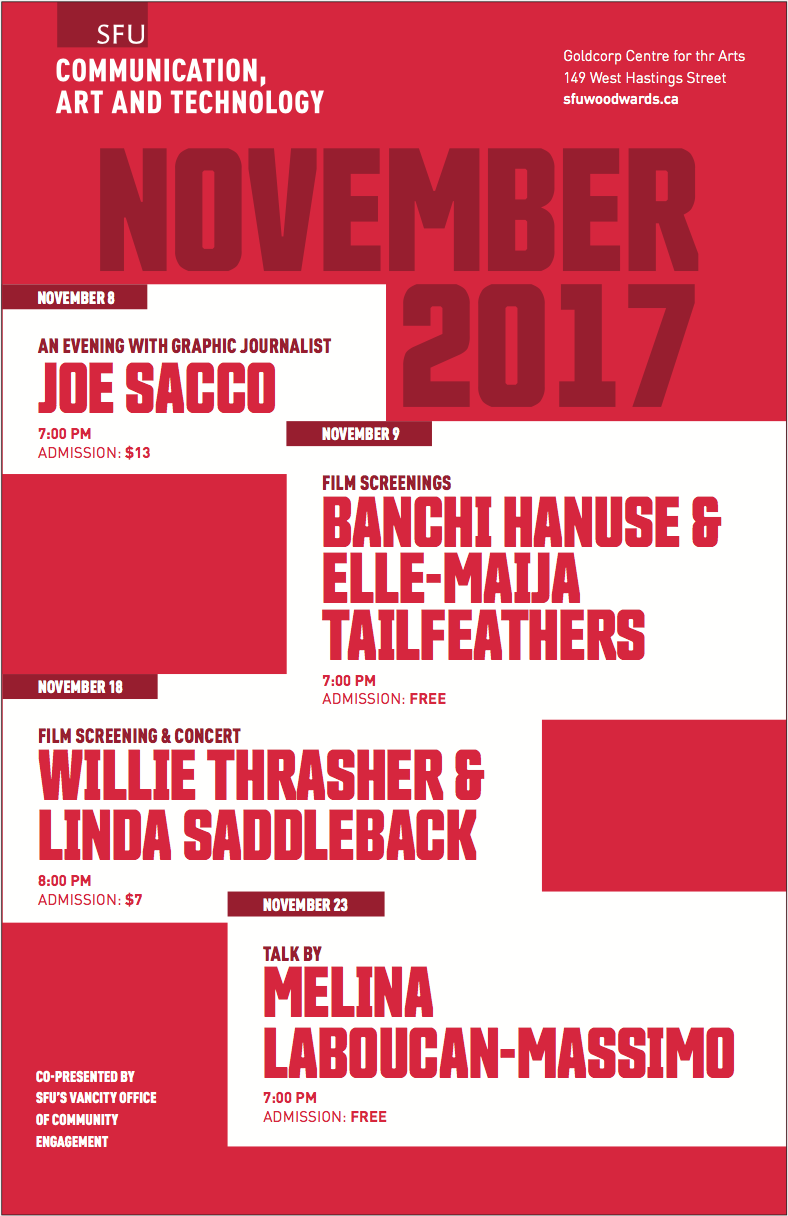 SFU
COMMUNICATION,
ART AND TECHNOLOGY
Goldcorp Centre for thr Arts
149 West Hastings Street
sfuwoodwards.ca
NOVEMBER
2017
NOVEMBER 8
AN EVENING WITH GRAPHIC JOURNALIST
JOE SACCO
7:00 PM
ADMISSION: $13
NOVEMBER 9
FILM SCREENINGS
BANCHI HANUSE &
ELLE-MAIJA
TAILFEATHERS
7:00 PM
ADMISSION: FREE
NOVEMBER 18
FILM SCREENING & CONCERT
WILLIE THRASHER &
LINDA SADDLEBACK
8:00 PM
ADMISSION: $7
NOVEMBER 23
TALK BY
MELINA
LABOUCAN-MASSIMO
7:00 PM
ADMISSION: FREE
CO-PRESENTED BY
SFU'S VANCITY OFFICE
OF COMMUNITY
ENGAGEMENT